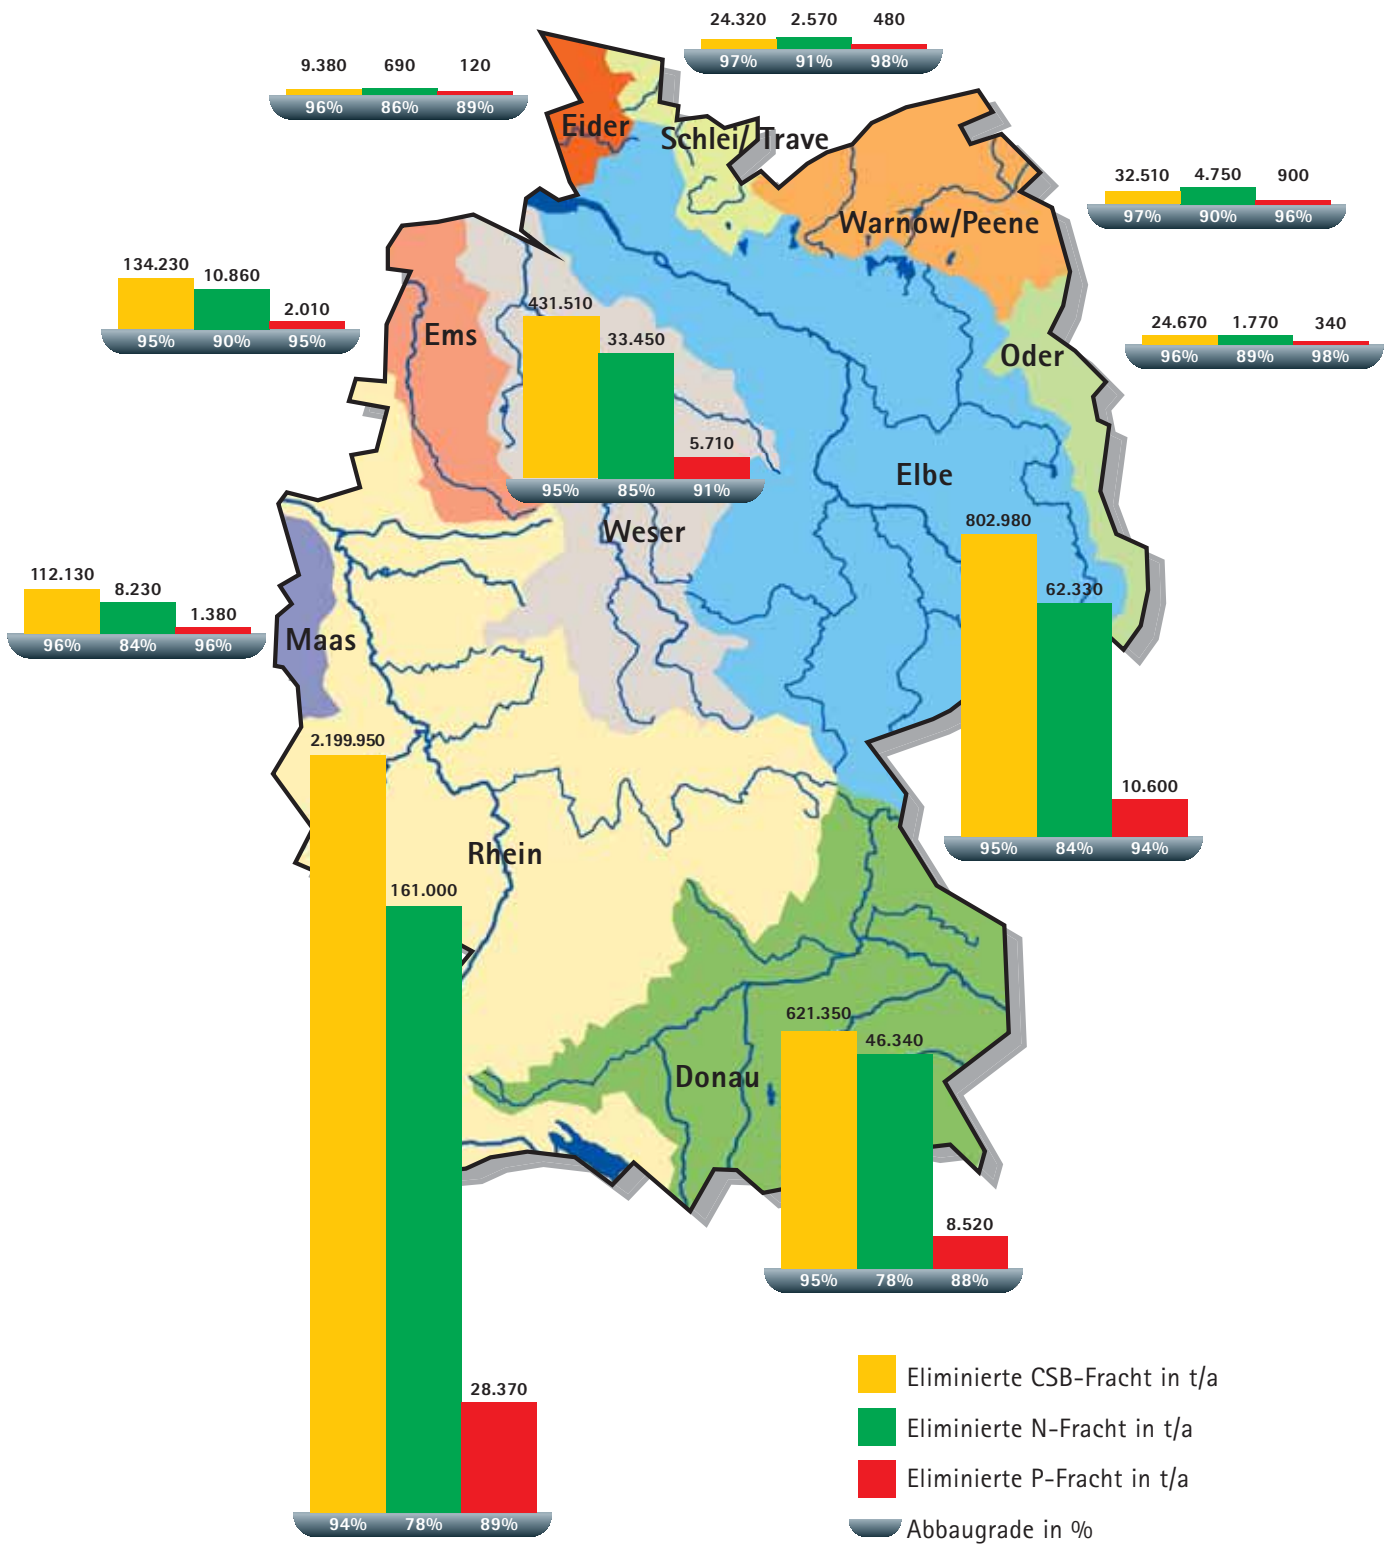 24.320 2.570 480
97% 91% 98%
9.380 690 120
96% 86% 89%
Eider
Schlei/Trave
32.510 4.750 900
97% 90% 96%
Warnow/Peene
134.230 10.860 2.010
95% 90% 95%
Ems
431.510 33.450 5.710
95% 85% 91%
Weser
24.670 1.770 340
96% 89% 98%
Oder
Elbe
802.980 62.330 10.600
95% 84% 94%
112.130 8.230 1.380
96% 84% 96%
Maas
2.199.950 161.000 28.370
94% 78% 89%
Rhein
621.350 46.340 8.520
95% 78% 88%
Donau
Eliminierte CSB-Fracht in t/a
Eliminierte N-Fracht in t/a
Eliminierte P-Fracht in t/a
Abbaugrade in %